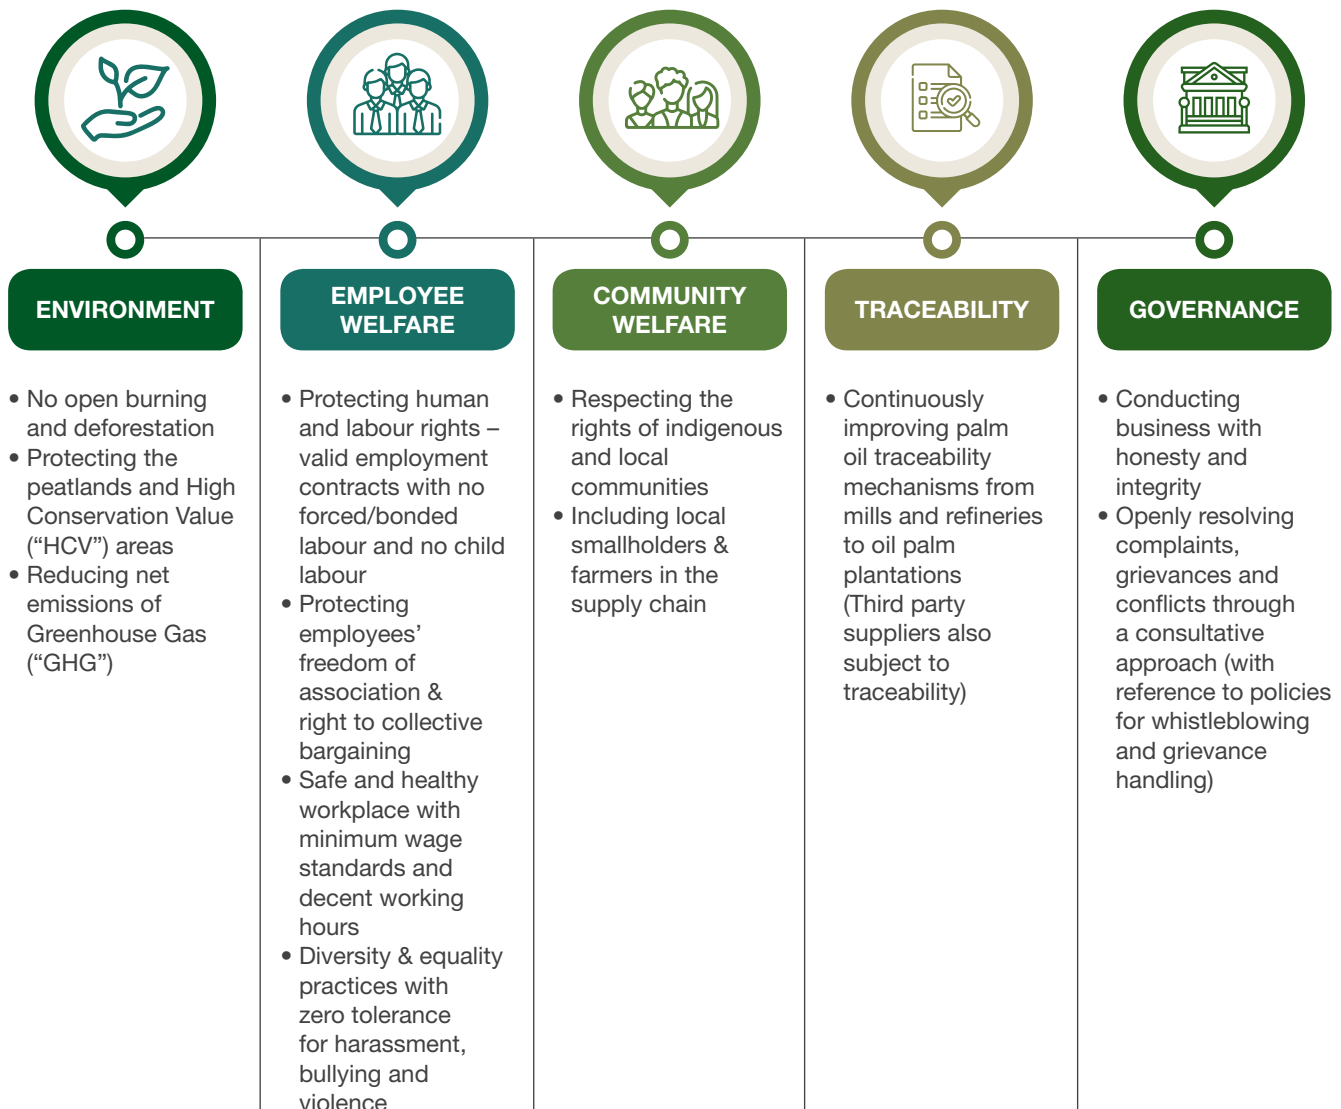 ENVIRONMENT
• No open burning
and deforestation
• Protecting the
peatlands and High
Conservation Value
(“HCV”) areas
• Reducing net
emissions of
Greenhouse Gas
(“GHG”)
EMPLOYEE
WELFARE
• Protecting human
and labour rights –
valid employment
contracts with no
forced/bonded
labour and no child
labour
• Protecting
employees’
freedom of
association &
right to collective
bargaining
• Safe and healthy
workplace with
minimum wage
standards and
decent working
hours
• Diversity & equality
practices with
zero tolerance
for harassment,
bullying and
violence
COMMUNITY
WELFARE
• Respecting the
rights of indigenous
and local
communities
• Including local
smallholders &
farmers in the
supply chain
TRACEABILITY
• Continuously
improving palm
oil traceability
mechanisms from
mills and refineries
to oil palm
plantations
(Third party
suppliers also
subject to
traceability)
GOVERNANCE
• Conducting
business with
honesty and
integrity
• Openly resolving
complaints,
grievances and
conflicts through
a consultative
approach (with
reference to policies
for whistleblowing
and grievance
handling)